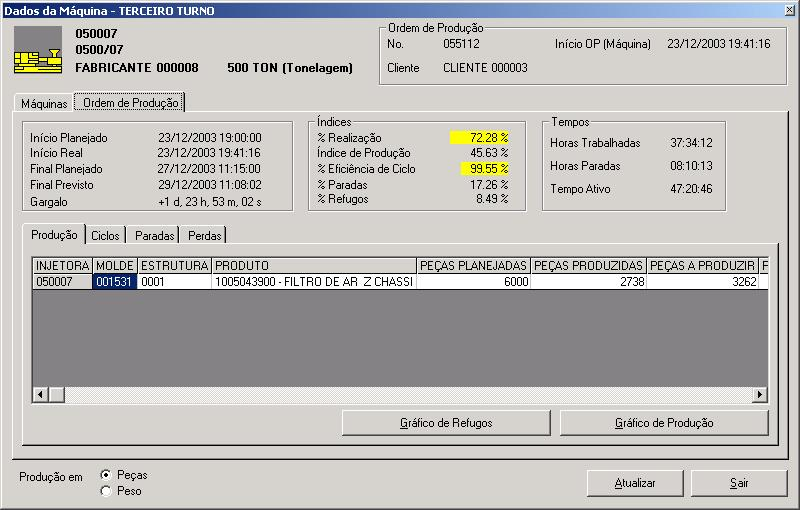 Dados da Máquina - TERCEIRO TURNO
050007
0500/07
FABRICANTE 000008 500 TON (Tonelagem)
Ordem de Produção
No. 055112 Início OP (Máquina) 23/12/2003 19:41:16
Cliente CLIENTE 000003
Máquinas Ordem de Produção
Início Planejado 23/12/2003 19:00:00
Início Real 23/12/2003 19:41:16
Final Planejado 27/12/2003 11:15:00
Final Previsto 29/12/2003 11:08:02
Gargalo +1 d, 23 h, 53 m, 02 s
Índices
% Realização 72.28 %
Índice de Produção 45.63 %
% Eficiência de Ciclo 99.55 %
% Paradas 17.26 %
% Refugos 8.49 %
Tempos
Horas Trabalhadas 37:34:12
Horas Paradas 08:10:13
Tempo Ativo 47:20:46
Produção Ciclos Paradas Perdas
INJETORA MOLDE ESTRUTURA PRODUTO PEÇAS PLANEJADAS PEÇAS PRODUZIDAS PEÇAS A PRODUZIR F
050007 001531 0001 1005043900 - FILTRO DE AR Z CHASSI 6000 2738 3262
Gráfico de Refugos Gráfico de Produção
Produção em
Peças
Peso
Atualizar Sair